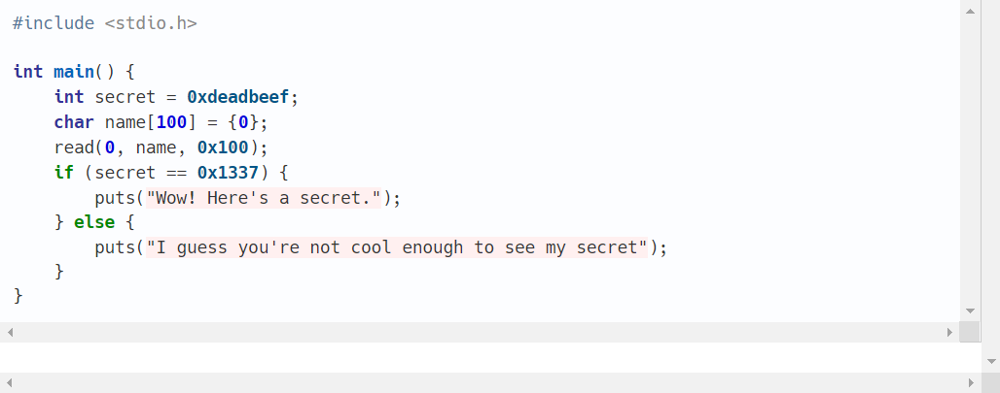 #include <stdio.h>
int main() {
    int secret = 0xdeadbeef;
    char name[100] = {0};
    read(0, name, 0x100);
    if (secret == 0x1337) {
        puts("Wow! Here's a secret.");
    } else {
        puts("I guess you're not cool enough to see my secret");
    }
}